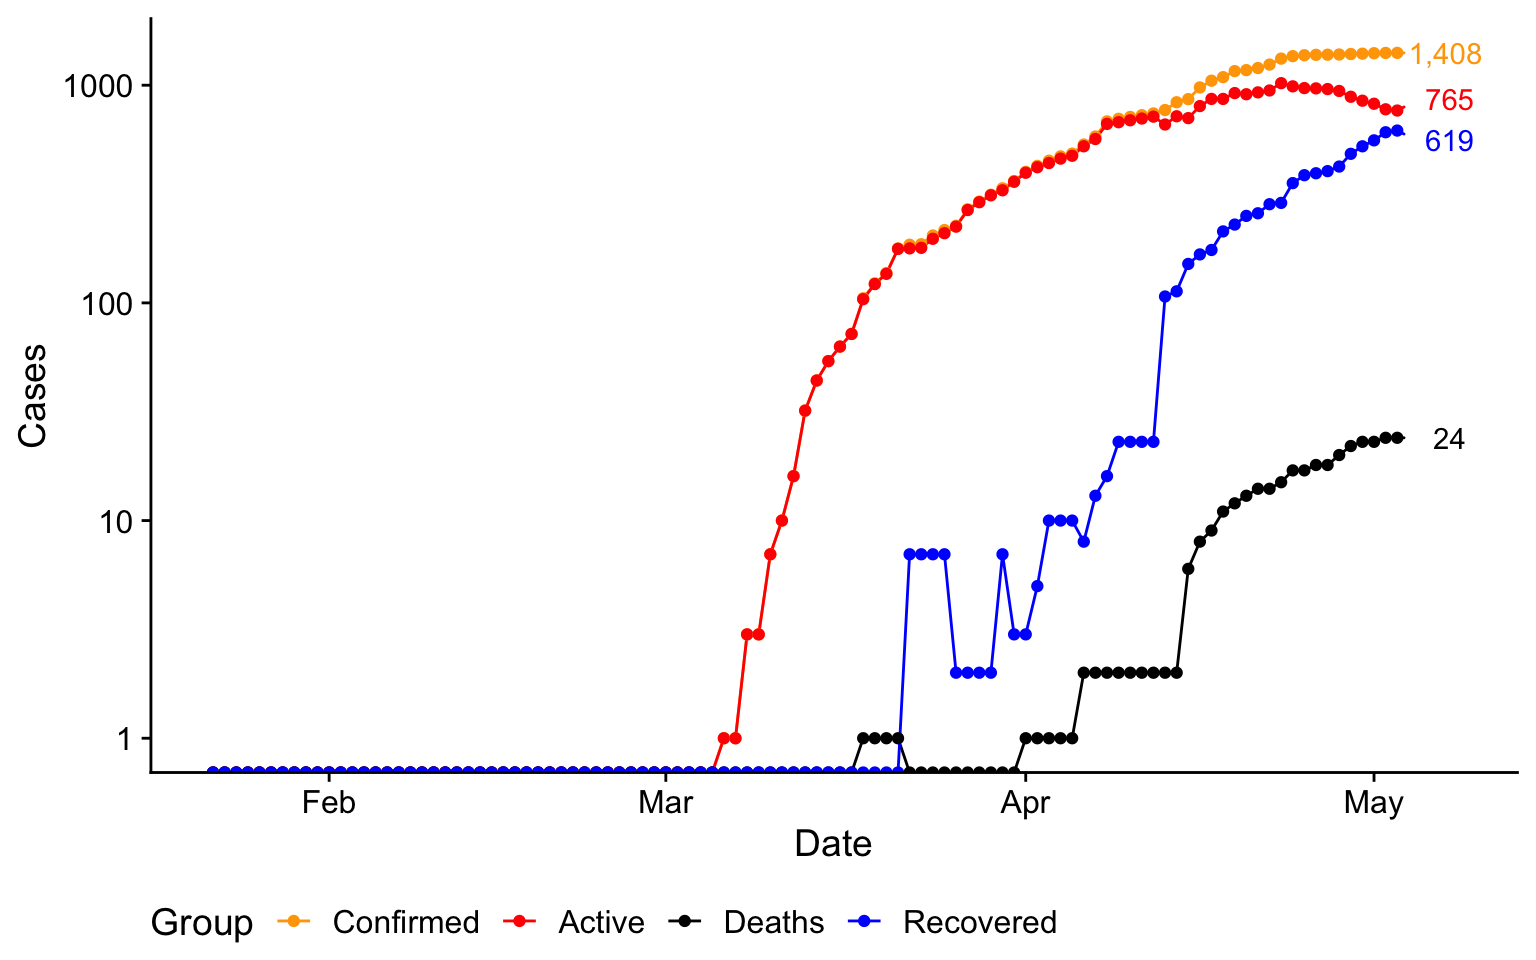 1000
100
10
1
Cases
1,408
765
619
24
Feb Mar Apr May
Date
Group Confirmed Active Deaths Recovered